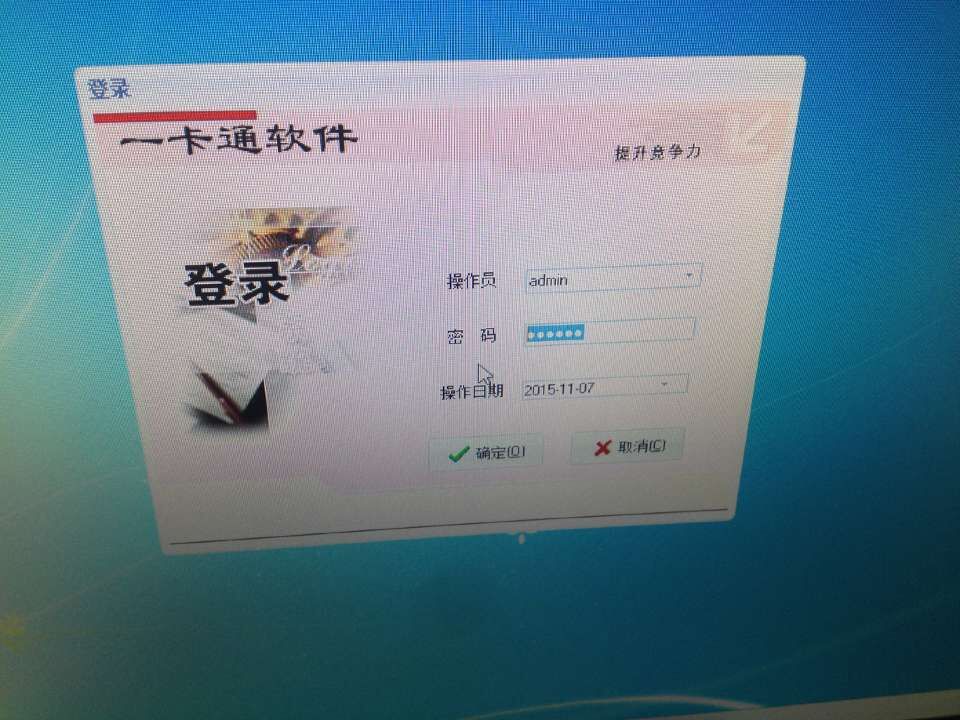 登录
一卡通软件
提升竞争力
登录
操作员 admin
密 码 ●●●●●●
操作日期 2015-11-07
确定(O) 取消(C)